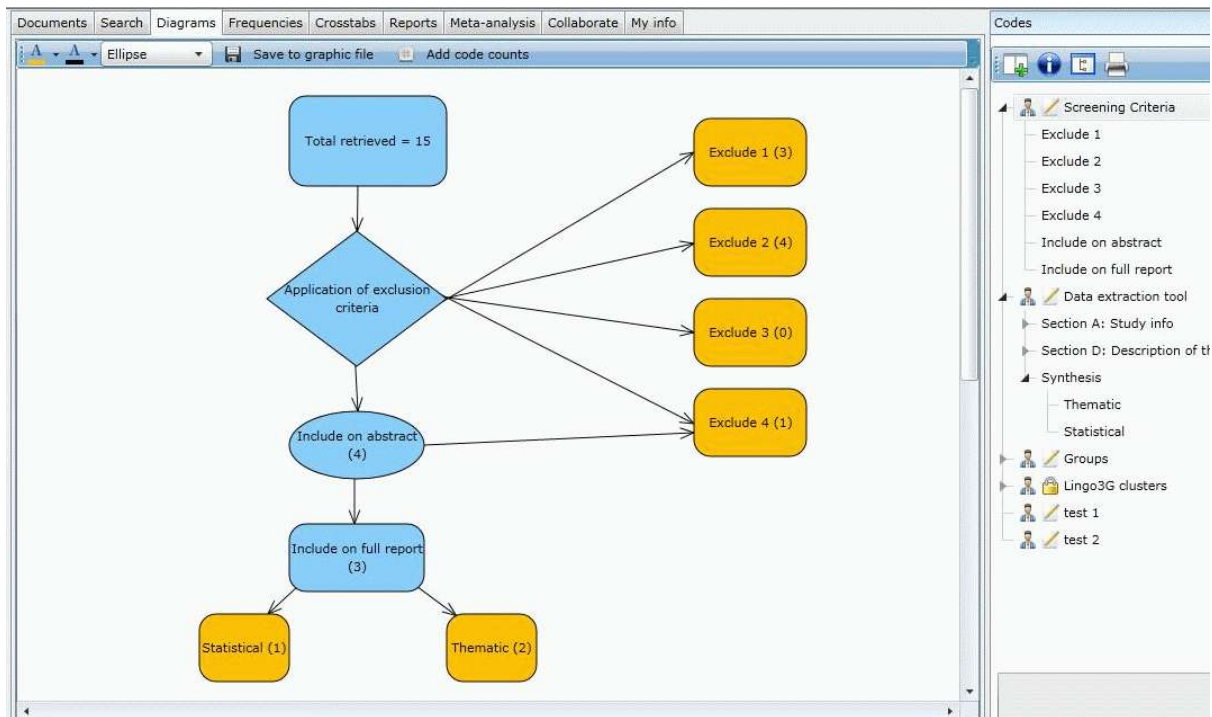 Documents Search Diagrams Frequencies Crosstabs Reports Meta-analysis Collaborate My info
A A Ellipse Save to graphic file Add code counts
Total retrieved = 15
Application of exclusion
criteria
Include on abstract
(4)
Include on full report
(3)
Statistical (1)
Thematic (2)
Exclude 1 (3)
Exclude 2 (4)
Exclude 3 (0)
Exclude 4 (1)
Codes
Screening Criteria
Exclude 1
Exclude 2
Exclude 3
Exclude 4
Include on abstract
Include on full report
Data extraction tool
Section A: Study info
Section D: Description of th
Synthesis
Thematic
Statistical
Groups
Lingo3G clusters
test 1
test 2